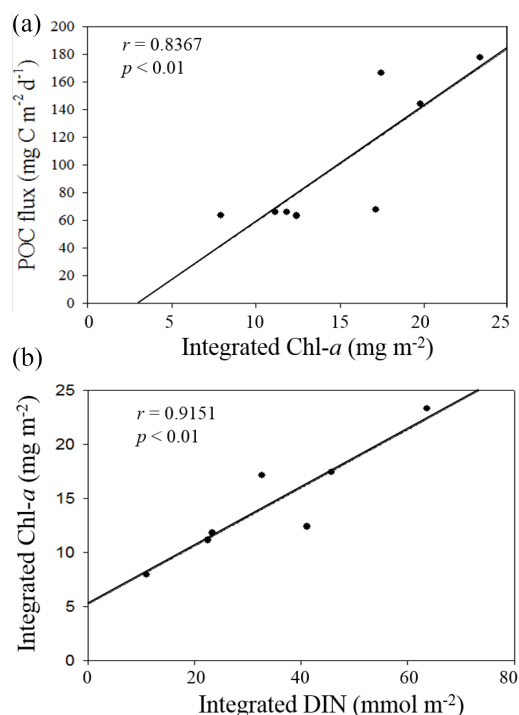 (a)
r = 0.8367
p < 0.01
POC flux (mg C m⁻² d⁻¹)
200
180
160
140
120
100
80
60
40
20
0
0 5 10 15 20 25
Integrated Chl-a (mg m⁻²)
(b)
r = 0.9151
p < 0.01
Integrated Chl-a (mg m⁻²)
25
20
15
10
5
0
0 20 40 60 80
Integrated DIN (mmol m⁻²)